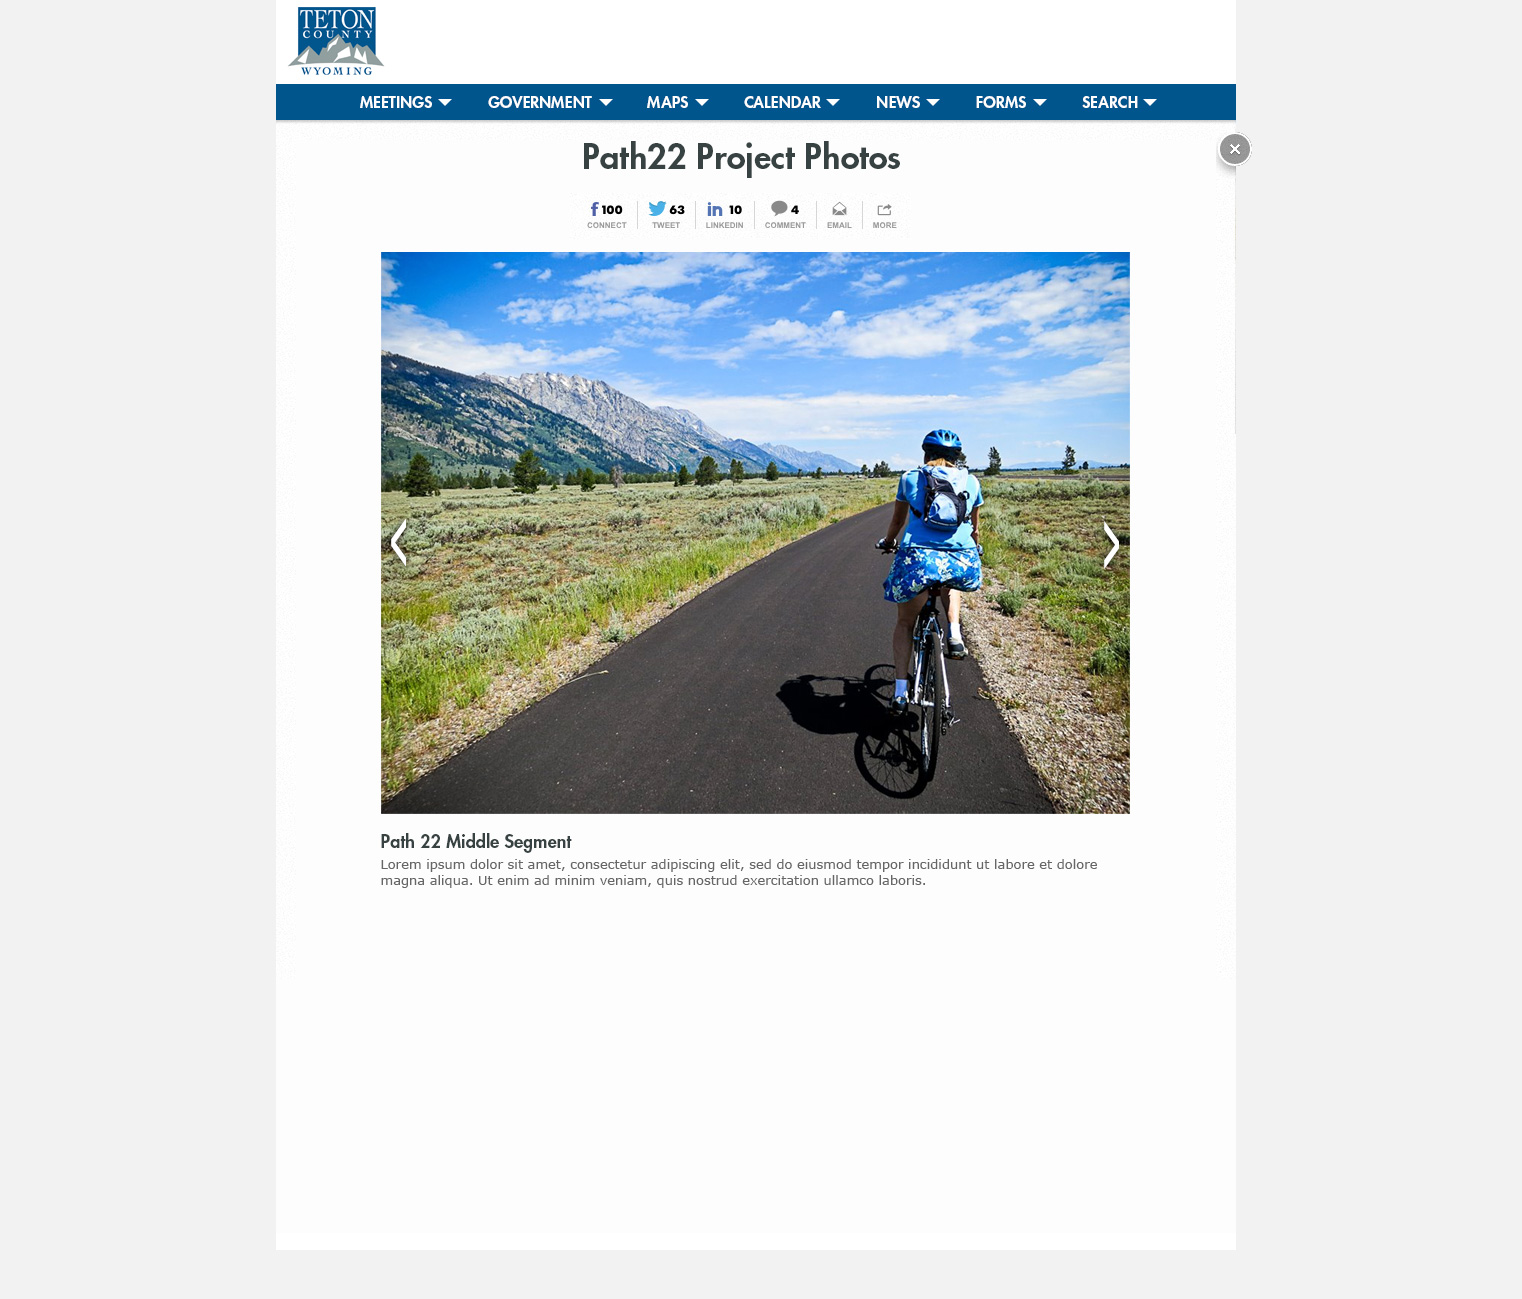 TETON
COUNTY
WYOMING
MEETINGS GOVERNMENT MAPS CALENDAR NEWS FORMS SEARCH
Path22 Project Photos
100 63 in 10 4
CONNECT TWEET LINKEDIN COMMENT EMAIL MORE
Path 22 Middle Segment
Lorem ipsum dolor sit amet, consectetur adipiscing elit, sed do eiusmod tempor incididunt ut labore et dolore
magna aliqua. Ut enim ad minim veniam, quis nostrud exercitation ullamco laboris.